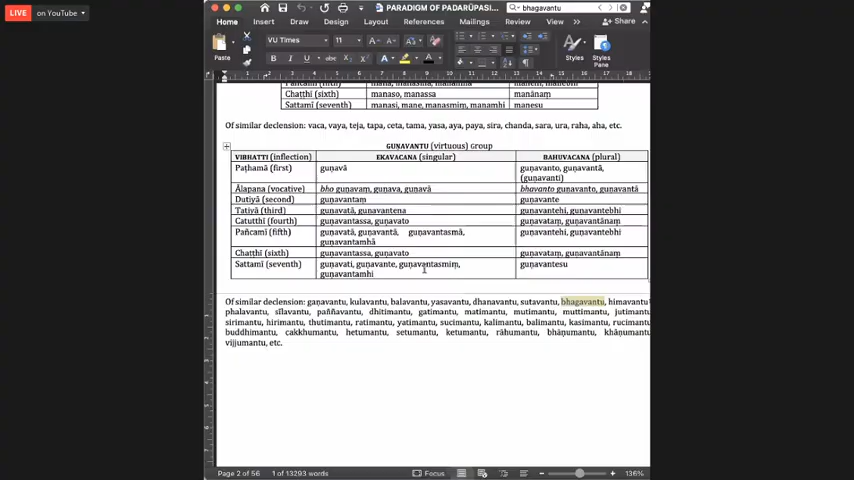 LIVE on YouTube
PARADIGM OF PADARŪPASI...
bhagavantu
Home Insert Draw Design Layout References Mailings Review View Share
Paste VU Times 11 Styles Styles Pane
Chaṭṭhī (sixth) manaso, manassa manānaṃ
Sattamī (seventh) manasi, mane, manasmiṃ, manamhi manesu
Of similar declension: vaca, vaya, teja, tapa, ceta, tama, yasa, aya, paya, sira, chanda, sara, ura, raha, aha, etc.
GUṆAVANTU (virtuous) Group
VIBHATTI (inflection) EKAVACANA (singular) BAHUVACANA (plural)
Paṭhamā (first) guṇavā guṇavanto, guṇavantā,
(guṇavanti)
Ālapana (vocative) bho guṇavaṃ, guṇava, guṇavā bhavanto guṇavanto, guṇavantā
Dutiyā (second) guṇavantaṃ guṇavante
Tatiyā (third) guṇavatā, guṇavantena guṇavantehi, guṇavantebhi
Catutthī (fourth) guṇavantassa, guṇavato guṇavataṃ, guṇavantānaṃ
Pañcamī (fifth) guṇavatā, guṇavantā, guṇavantasmā, guṇavantehi, guṇavantebhi
guṇavantamhā
Chaṭṭhī (sixth) guṇavantassa, guṇavato guṇavataṃ, guṇavantānaṃ
Sattamī (seventh) guṇavati, guṇavante, guṇavantasmiṃ, guṇavantesu
guṇavantamhi
Of similar declension: gaṇavantu, kulavantu, balavantu, yasavantu, dhanavantu, sutavantu, bhagavantu, himavantu
phalavantu, sīlavantu, paññavantu, dhitimantu, gatimantu, matimantu, mutimantu, muttimantu, jutimantu
sirimantu, hirimantu, thutimantu, ratimantu, yatimantu, sucimantu, kalimantu, balimantu, kasimantu, rucimantu
buddhimantu, cakkhumantu, hetumantu, setumantu, ketumantu, rāhumantu, bhāṇumantu, khāṇumantu
vijjumantu, etc.
Page 2 of 56 1 of 13293 words Focus 136%